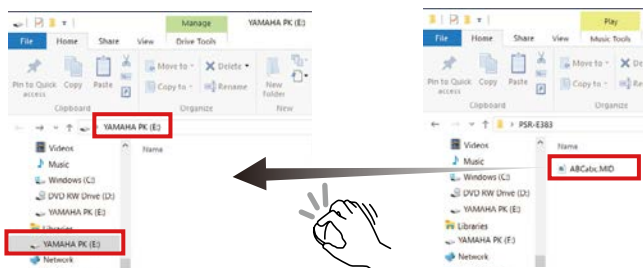 Manage YAMAHA PK (E:)
File Home Share View Drive Tools
Pin to Quick access
Copy
Paste
Move to
Copy to
Delete
Rename
New folder
Clipboard
Organize
New
YAMAHA PK (E:)
Name
Videos
Music
Windows (C:)
DVD RW Drive (D:)
YAMAHA PK (E:)
Libraries
YAMAHA PK (E:)
Network
Play
File Home Share View Music Tools
Pin to Quick access
Copy
Paste
Move to
Copy to
Clipboard
Organize
PSR-E383
Name
ABCabc.MID
Videos
Music
Windows (C:)
DVD RW Drive (D:)
YAMAHA PK (E:)
Libraries
YAMAHA PK (E:)
Network